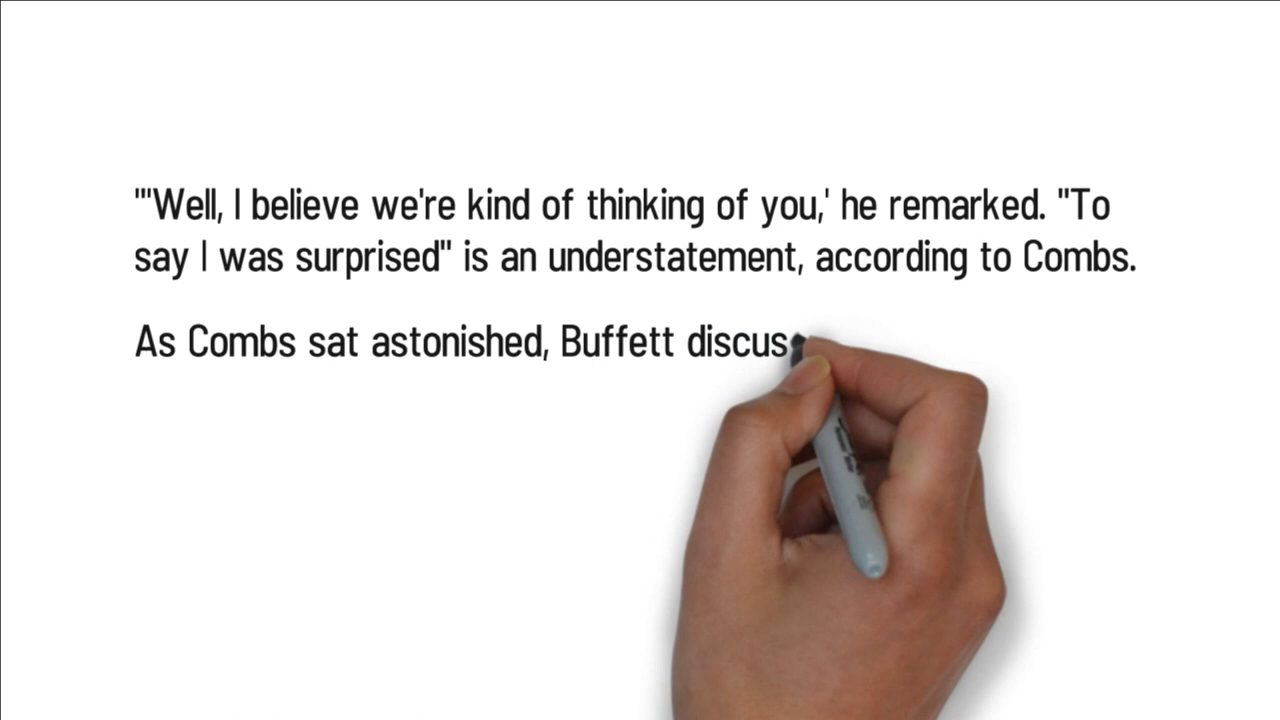 "'Well, I believe we're kind of thinking of you,' he remarked. "To
say I was surprised" is an understatement, according to Combs.
As Combs sat astonished, Buffett discus